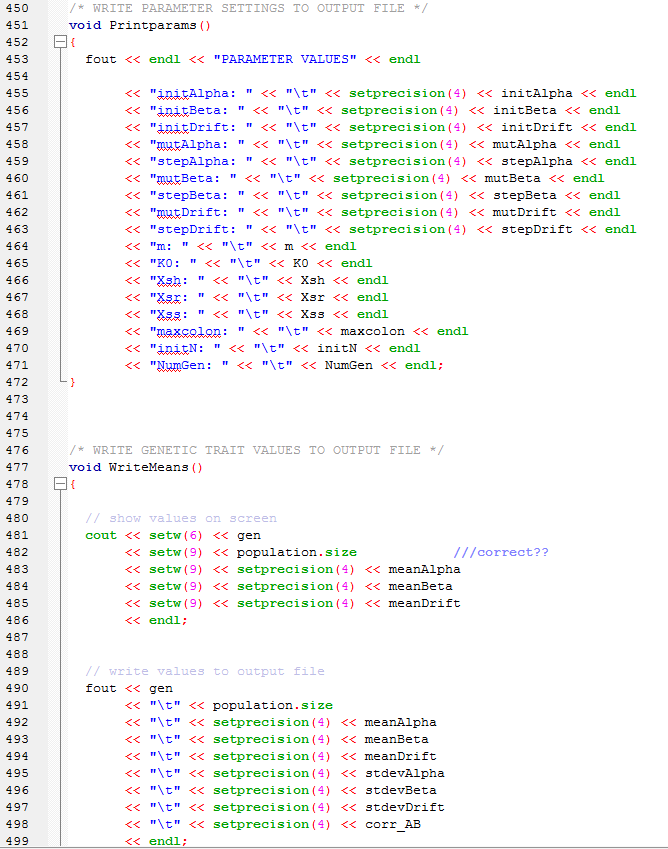 450 /* WRITE PARAMETER SETTINGS TO OUTPUT FILE */
451 void Printparams()
452 {
453 fout << endl << "PARAMETER VALUES" << endl
454
455 << "initAlpha: " << "\t" << setprecision(4) << initAlpha << endl
456 << "initBeta: " << "\t" << setprecision(4) << initBeta << endl
457 << "initDrift: " << "\t" << setprecision(4) << initDrift << endl
458 << "mutAlpha: " << "\t" << setprecision(4) << mutAlpha << endl
459 << "stepAlpha: " << "\t" << setprecision(4) << stepAlpha << endl
460 << "mutBeta: " << "\t" << setprecision(4) << mutBeta << endl
461 << "stepBeta: " << "\t" << setprecision(4) << stepBeta << endl
462 << "mutDrift: " << "\t" << setprecision(4) << mutDrift << endl
463 << "stepDrift: " << "\t" << setprecision(4) << stepDrift << endl
464 << "m: " << "\t" << m << endl
465 << "K0: " << "\t" << K0 << endl
466 << "Xsh: " << "\t" << Xsh << endl
467 << "Xsr: " << "\t" << Xsr << endl
468 << "Xss: " << "\t" << Xss << endl
469 << "maxcolon: " << "\t" << maxcolon << endl
470 << "initN: " << "\t" << initN << endl
471 << "NumGen: " << "\t" << NumGen << endl;
472 }
473
474
475
476 /* WRITE GENETIC TRAIT VALUES TO OUTPUT FILE */
477 void WriteMeans()
478 {
479
480 // show values on screen
481 cout << setw(6) << gen
482 << setw(9) << population.size ///correct??
483 << setw(9) << setprecision(4) << meanAlpha
484 << setw(9) << setprecision(4) << meanBeta
485 << setw(9) << setprecision(4) << meanDrift
486 << endl;
487
488
489 // write values to output file
490 fout << gen
491 << "\t" << population.size
492 << "\t" << setprecision(4) << meanAlpha
493 << "\t" << setprecision(4) << meanBeta
494 << "\t" << setprecision(4) << meanDrift
495 << "\t" << setprecision(4) << stdevAlpha
496 << "\t" << setprecision(4) << stdevBeta
497 << "\t" << setprecision(4) << stdevDrift
498 << "\t" << setprecision(4) << corr_AB
499 << endl;